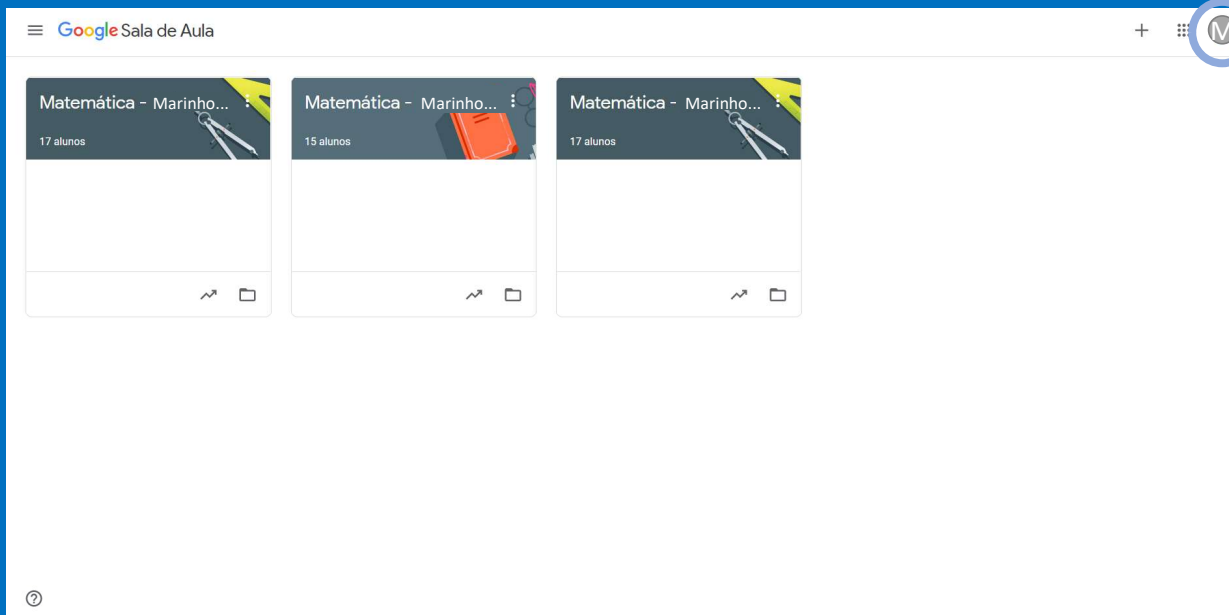 Google Sala de Aula
M
Matemática - Marinho...
17 alunos
Matemática - Marinho...
15 alunos
Matemática - Marinho...
17 alunos